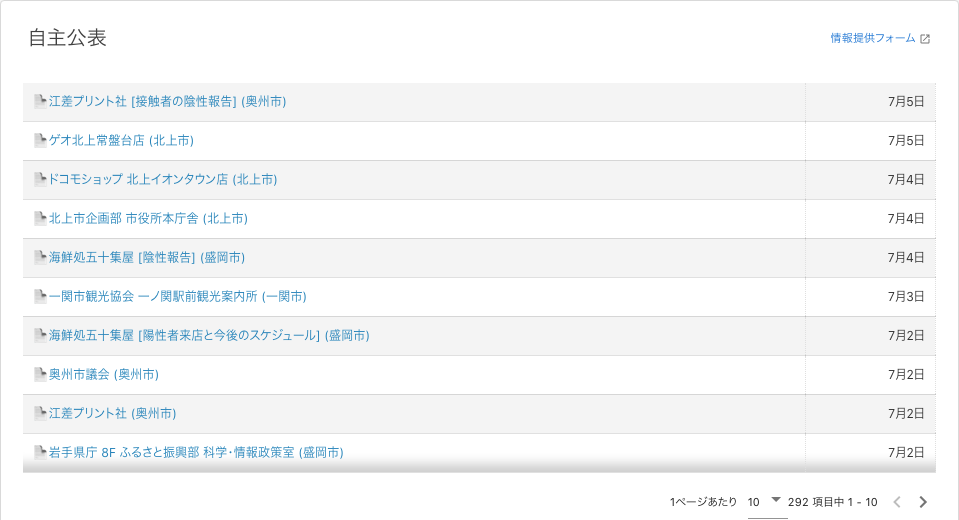 自主公表
情報提供フォーム
江差プリント社 [接触者の陰性報告] (奥州市) 7月5日
ゲオ北上常盤台店 (北上市) 7月5日
ドコモショップ 北上イオンタウン店 (北上市) 7月4日
北上市企画部 市役所本庁舎 (北上市) 7月4日
海鮮処五十集屋 [陰性報告] (盛岡市) 7月4日
一関市観光協会 一ノ関駅前観光案内所 (一関市) 7月3日
海鮮処五十集屋 [陽性者来店と今後のスケジュール] (盛岡市) 7月2日
奥州市議会 (奥州市) 7月2日
江差プリント社 (奥州市) 7月2日
岩手県庁 8F ふるさと振興部 科学・情報政策室 (盛岡市) 7月2日
1ページあたり 10 292 項目中 1 - 10